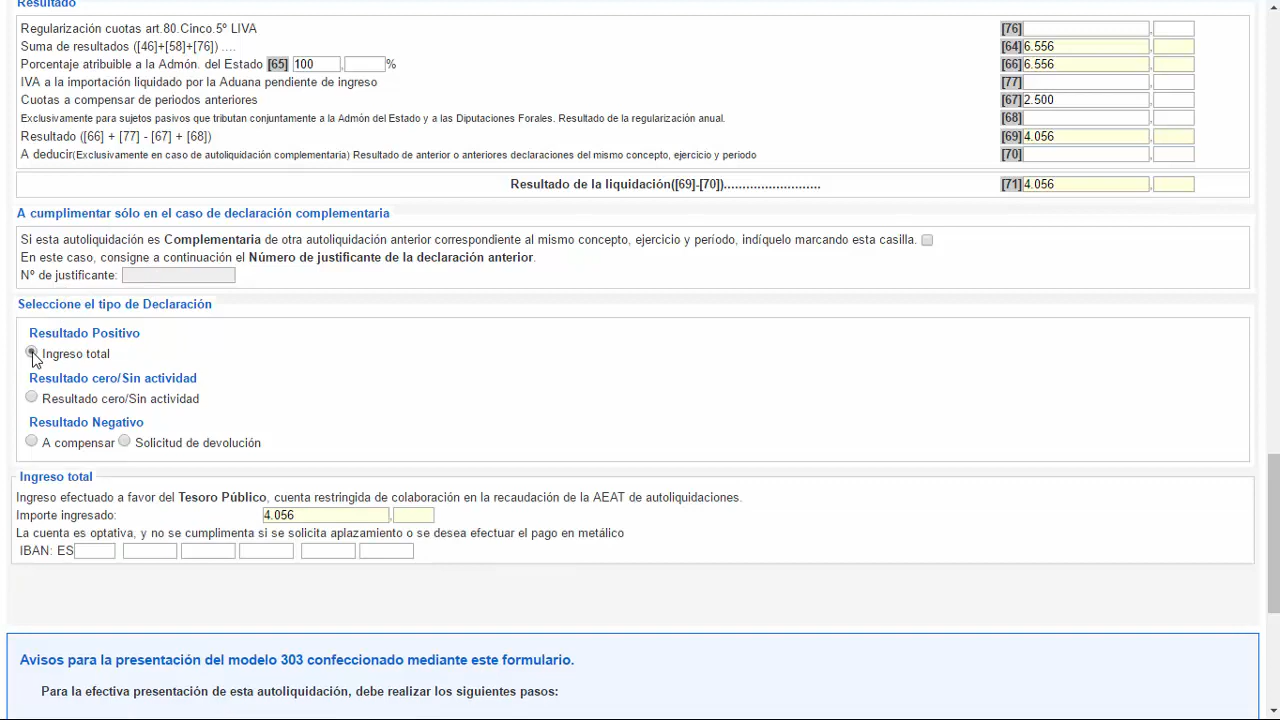 Resultado
Regularización cuotas art.80.Cinco.5º LIVA [76] ,
Suma de resultados ([46]+[58]+[76]) .... [64] 6.556 ,
Porcentaje atribuible a la Admón. del Estado [65] 100 , % [66] 6.556 ,
IVA a la importación liquidado por la Aduana pendiente de ingreso [77] ,
Cuotas a compensar de periodos anteriores [67] 2.500 ,
Exclusivamente para sujetos pasivos que tributan conjuntamente a la Admón del Estado y a las Diputaciones Forales. Resultado de la regularización anual. [68] ,
Resultado ([66] + [77] - [67] + [68]) [69] 4.056 ,
A deducir(Exclusivamente en caso de autoliquidación complementaria) Resultado de anterior o anteriores declaraciones del mismo concepto, ejercicio y periodo [70] ,
Resultado de la liquidación([69]-[70])......................... [71] 4.056 ,
A cumplimentar sólo en el caso de declaración complementaria
Si esta autoliquidación es Complementaria de otra autoliquidación anterior correspondiente al mismo concepto, ejercicio y período, indíquelo marcando esta casilla.
En este caso, consigne a continuación el Número de justificante de la declaración anterior.
Nº de justificante:
Seleccione el tipo de Declaración
Resultado Positivo
Ingreso total
Resultado cero/Sin actividad
Resultado cero/Sin actividad
Resultado Negativo
A compensar Solicitud de devolución
Ingreso total
Ingreso efectuado a favor del Tesoro Público, cuenta restringida de colaboración en la recaudación de la AEAT de autoliquidaciones.
Importe ingresado: 4.056 ,
La cuenta es optativa, y no se cumplimenta si se solicita aplazamiento o se desea efectuar el pago en metálico
IBAN: ES
Avisos para la presentación del modelo 303 confeccionado mediante este formulario.
Para la efectiva presentación de esta autoliquidación, debe realizar los siguientes pasos: